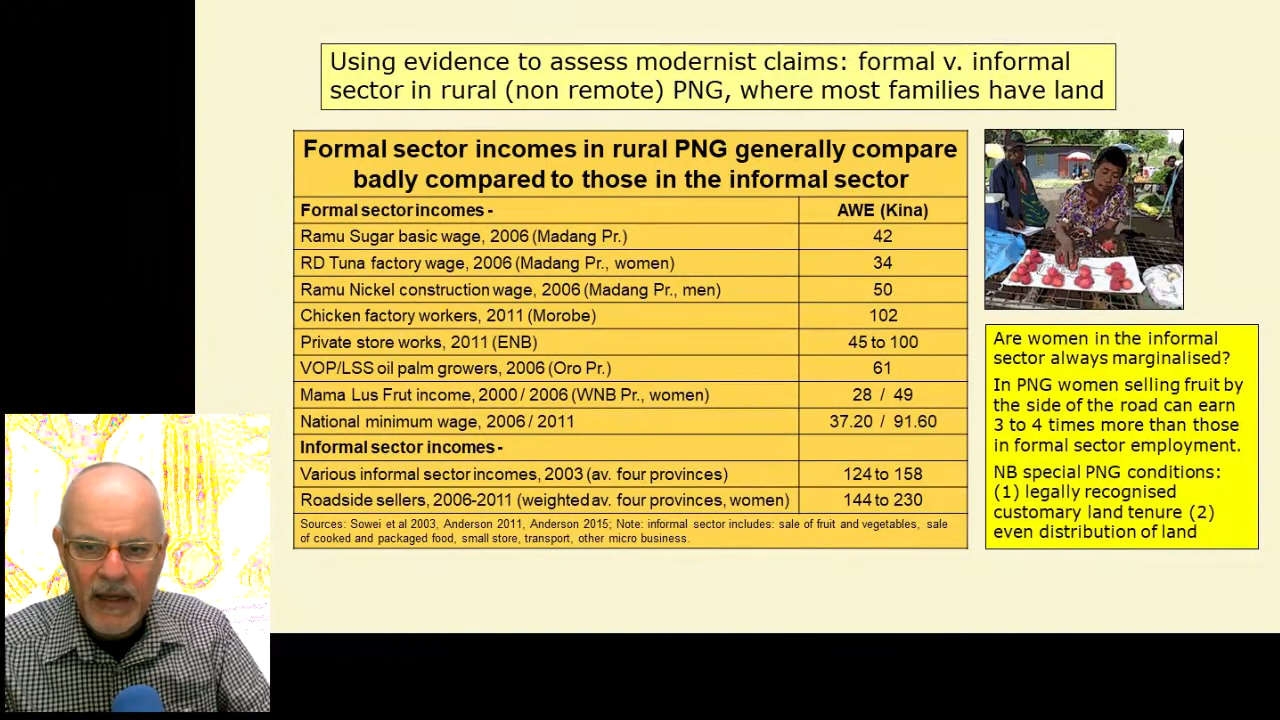 Using evidence to assess modernist claims: formal v. informal
sector in rural (non remote) PNG, where most families have land
Formal sector incomes in rural PNG generally compare
badly compared to those in the informal sector
Formal sector incomes - AWE (Kina)
Ramu Sugar basic wage, 2006 (Madang Pr.) 42
RD Tuna factory wage, 2006 (Madang Pr., women) 34
Ramu Nickel construction wage, 2006 (Madang Pr., men) 50
Chicken factory workers, 2011 (Morobe) 102
Private store works, 2011 (ENB) 45 to 100
VOP/LSS oil palm growers, 2006 (Oro Pr.) 61
Mama Lus Frut income, 2000 / 2006 (WNB Pr., women) 28 / 49
National minimum wage, 2006 / 2011 37.20 / 91.60
Informal sector incomes -
Various informal sector incomes, 2003 (av. four provinces) 124 to 158
Roadside sellers, 2006-2011 (weighted av. four provinces, women) 144 to 230
Sources: Sowei et al 2003, Anderson 2011, Anderson 2015; Note: informal sector includes: sale of fruit and vegetables, sale
of cooked and packaged food, small store, transport, other micro business.
Are women in the informal
sector always marginalised?
In PNG women selling fruit by
the side of the road can earn
3 to 4 times more than those
in formal sector employment.
NB special PNG conditions:
(1) legally recognised
customary land tenure (2)
even distribution of land